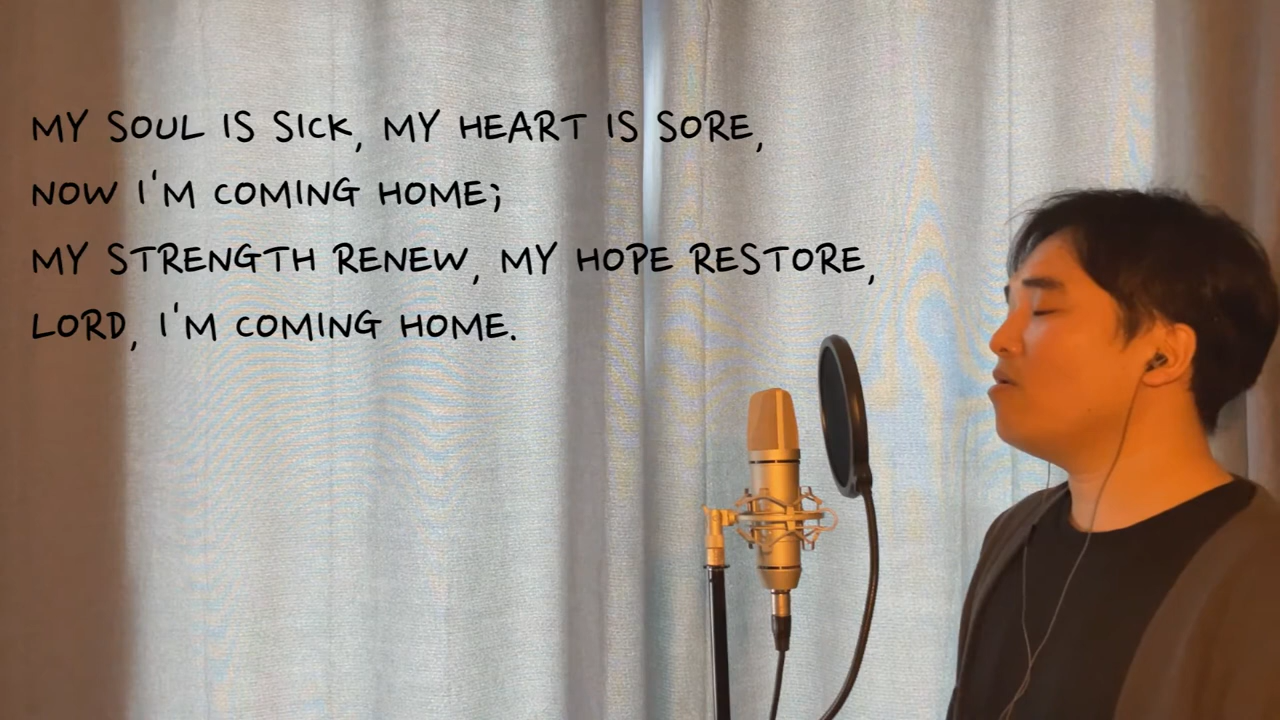 MY SOUL IS SICK, MY HEART IS SORE,
NOW I'M COMING HOME;
MY STRENGTH RENEW, MY HOPE RESTORE,
LORD, I'M COMING HOME.